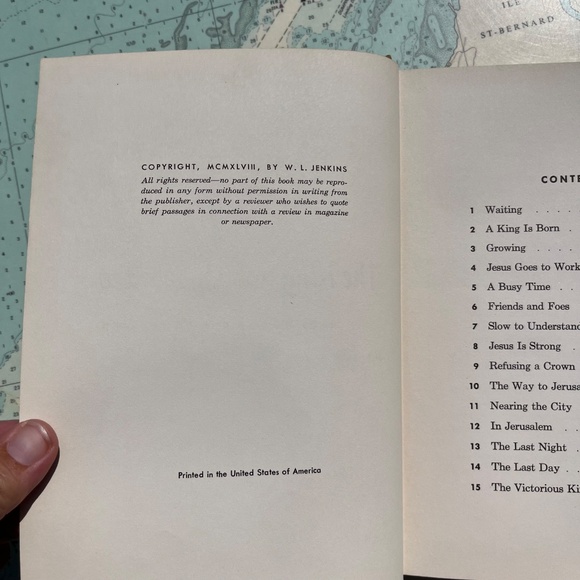 ILE
ST-BERNARD
COPYRIGHT, MCMXLVIII, BY W. L. JENKINS
All rights reserved—no part of this book may be repro-
duced in any form without permission in writing from
the publisher, except by a reviewer who wishes to quote
brief passages in connection with a review in magazine
or newspaper.
Printed in the United States of America
CONTE
1 Waiting . . . .
2 A King Is Born .
3 Growing . . . .
4 Jesus Goes to Work
5 A Busy Time . .
6 Friends and Foes
7 Slow to Understand
8 Jesus Is Strong .
9 Refusing a Crown
10 The Way to Jerusa
11 Nearing the City
12 In Jerusalem . .
13 The Last Night .
14 The Last Day . .
15 The Victorious Ki